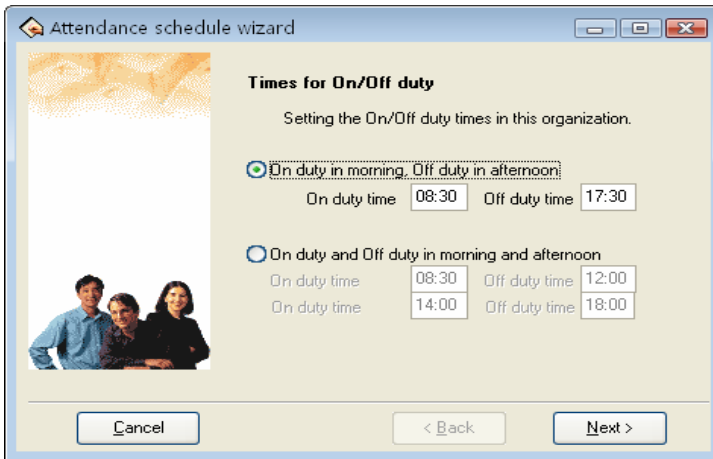 Attendance schedule wizard
Times for On/Off duty
Setting the On/Off duty times in this organization.
On duty in morning, Off duty in afternoon
On duty time 08:30 Off duty time 17:30
On duty and Off duty in morning and afternoon
On duty time 08:30 Off duty time 12:00
On duty time 14:00 Off duty time 18:00
Cancel < Back Next >